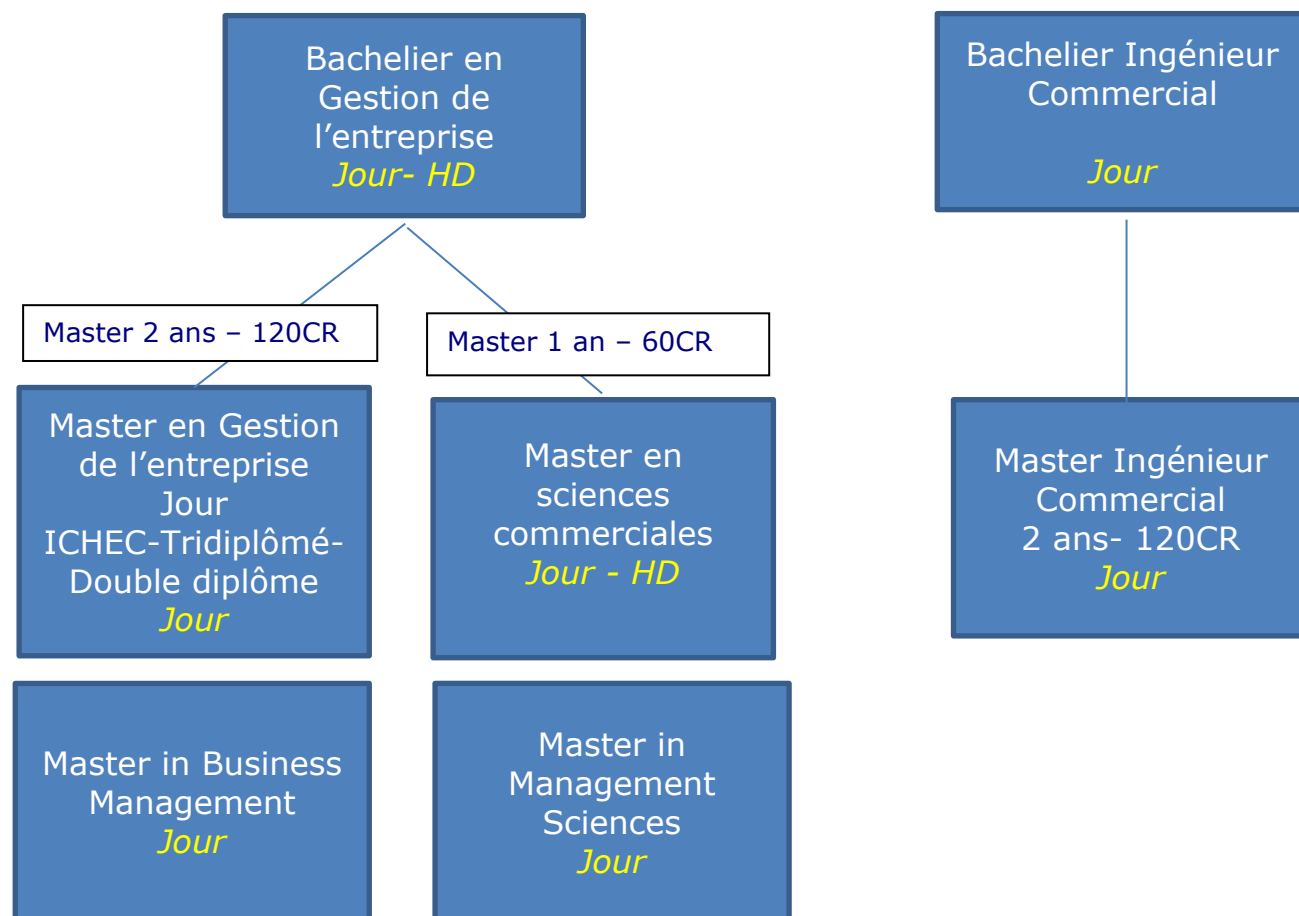 Bachelier en
Gestion de
l’entreprise
Jour- HD
Bachelier Ingénieur
Commercial
Jour
Master 2 ans – 120CR
Master 1 an – 60CR
Master en Gestion
de l’entreprise
Jour
ICHEC-Tridiplômé-
Double diplôme
Jour
Master en
sciences
commerciales
Jour - HD
Master Ingénieur
Commercial
2 ans- 120CR
Jour
Master in Business
Management
Jour
Master in
Management
Sciences
Jour